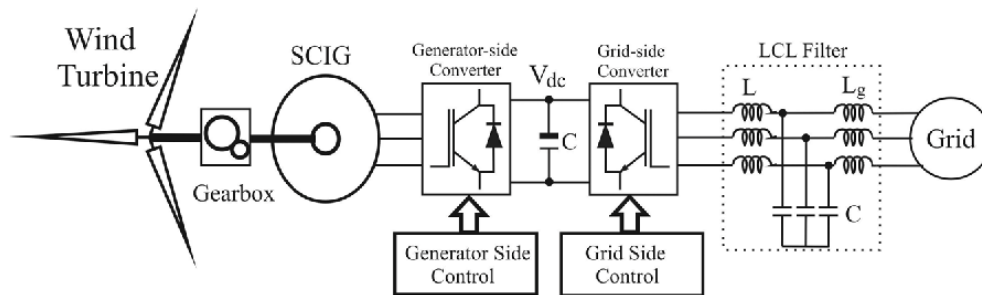 Wind
Turbine
Gearbox
SCIG
Generator-side
Converter
V_dc
C
Grid-side
Converter
LCL Filter
L
L_g
C
Grid
Generator Side
Control
Grid Side
Control